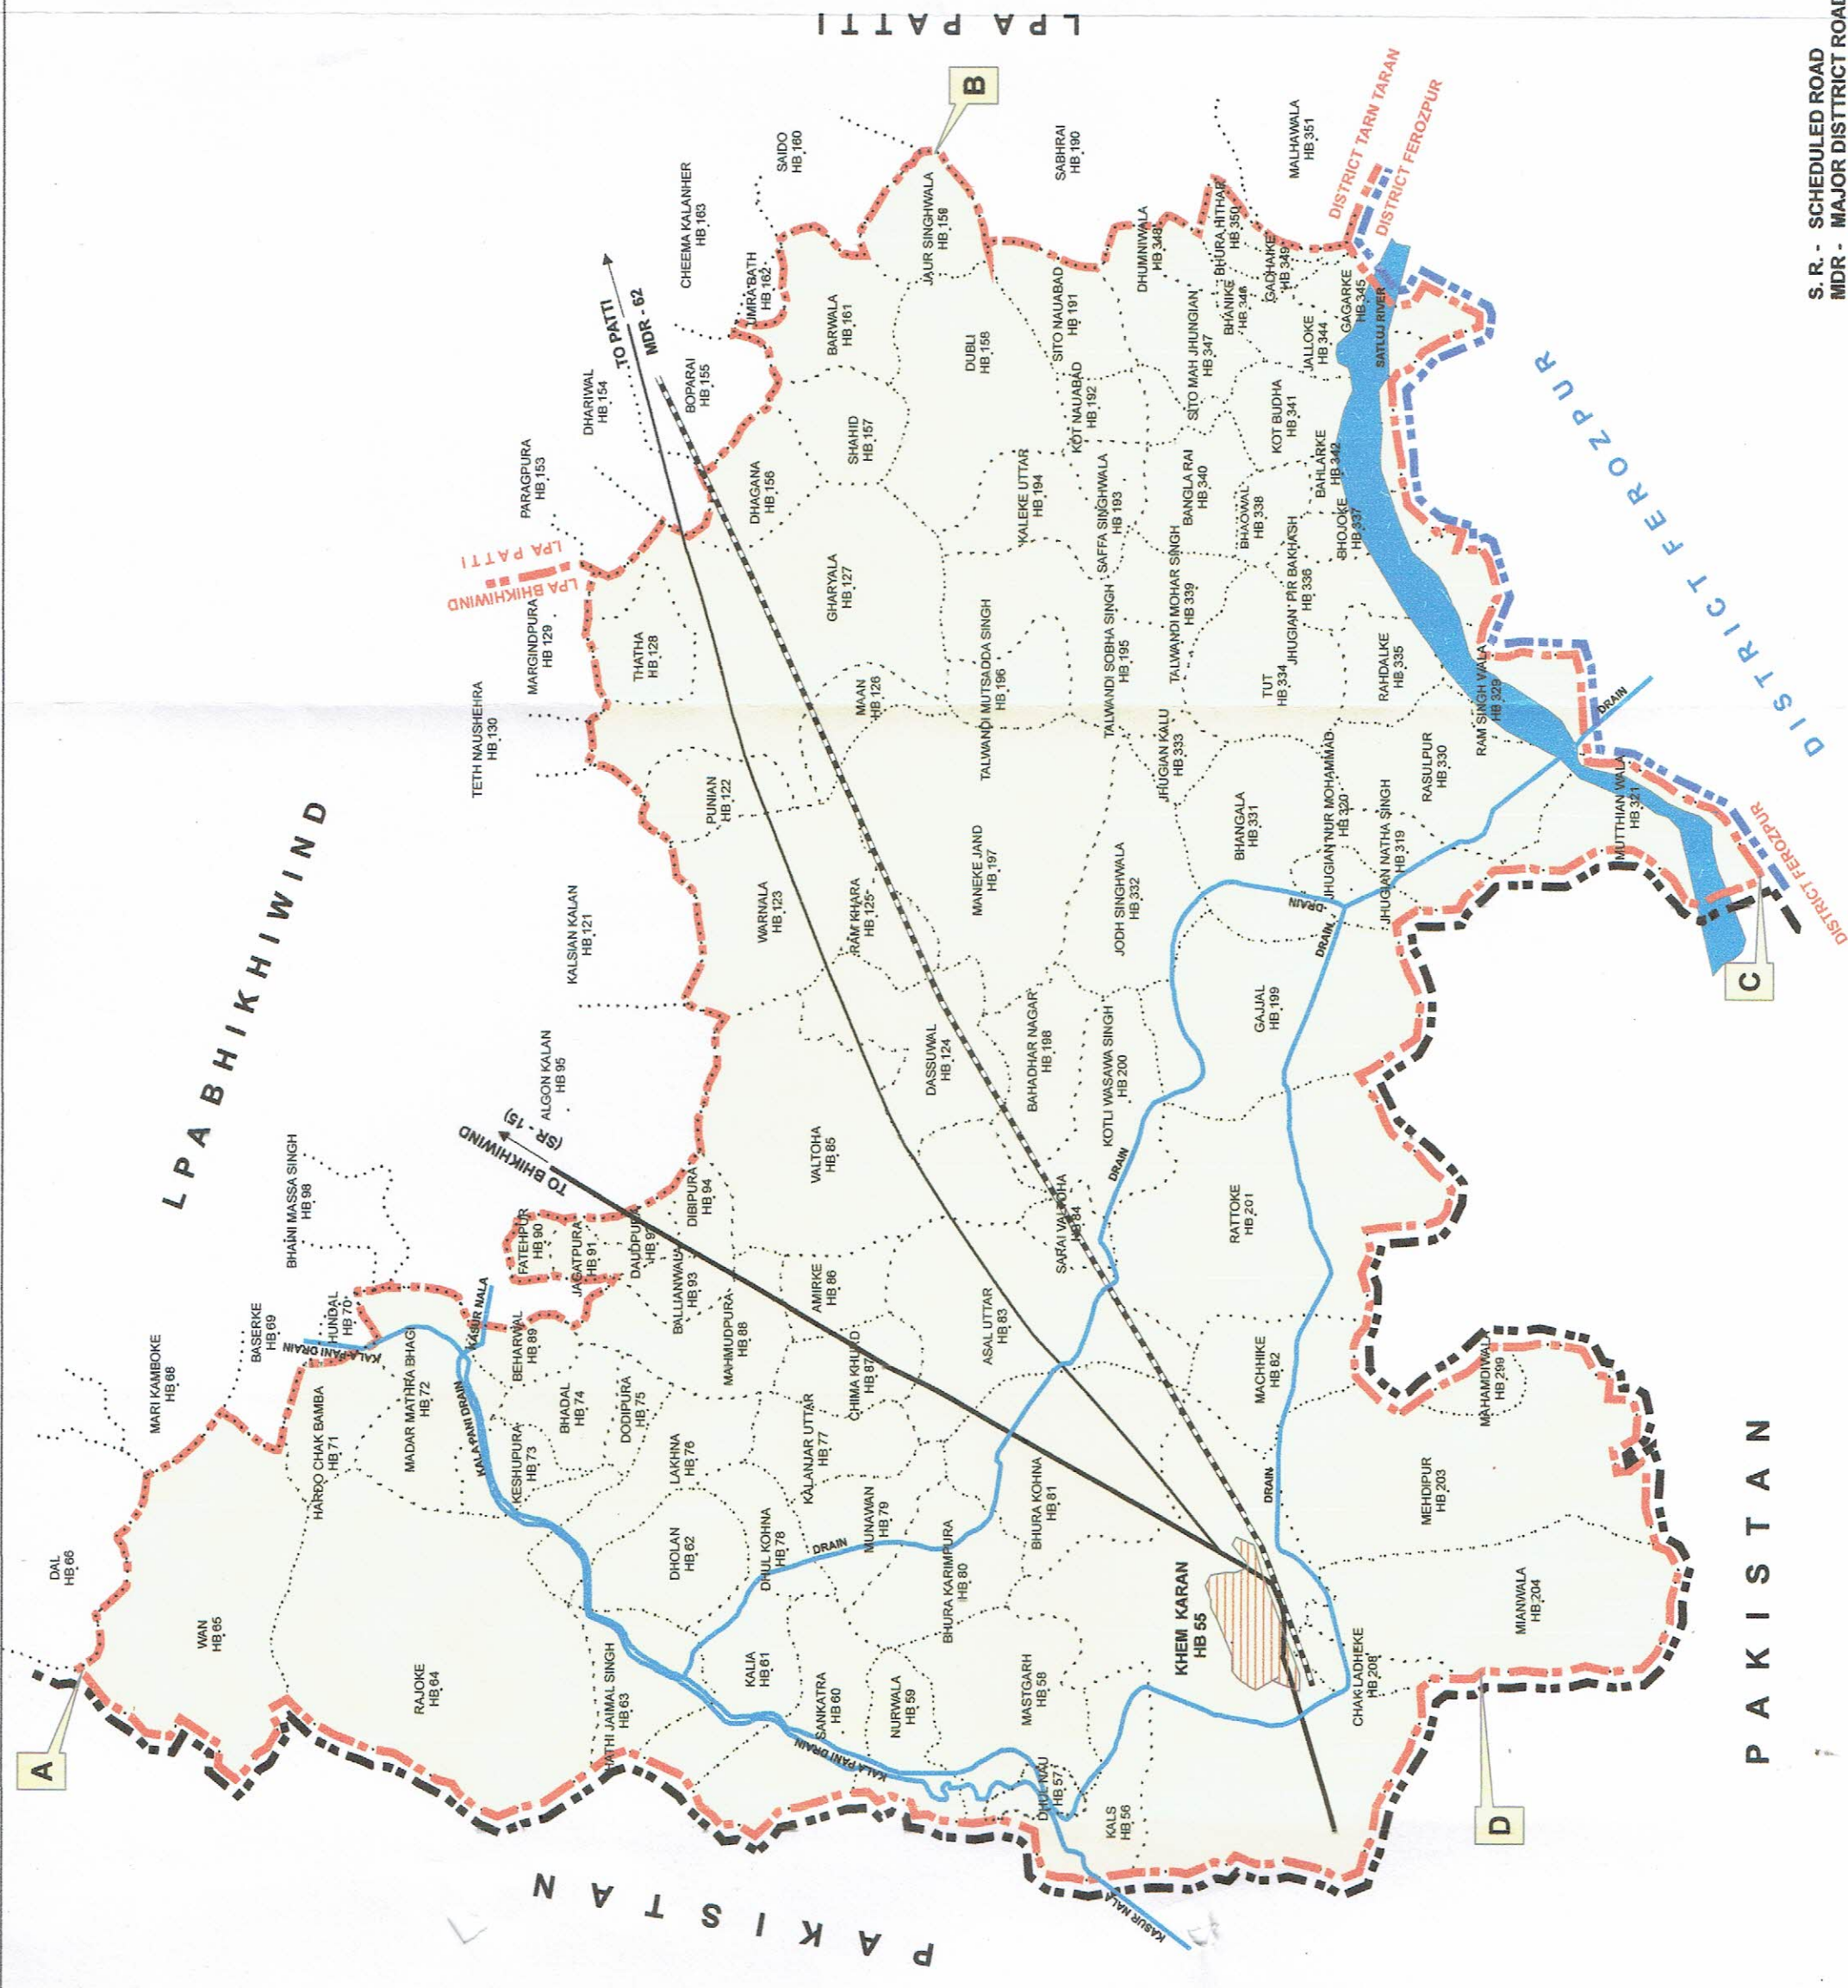 LPA PATTI
S. R. - SCHEDULED ROAD
MDR - MAJOR DISTTRICT ROAD
LPA BHIKHIWIND
DISTRICT FEROZPUR
PAKISTAN
PAKISTAN
A
B
C
D
DISTRICT TARN TARAN
DISTRICT FEROZPUR
DISTRICT FEROZPUR
LPA PATTI
LPA BHIKHIWIND
TO PATTI
MDR - 62
TO BHIKHIWIND
(SR - 15)
DAL
HB 66
MARI KAMBOKE
HB 68
BASERKE
HB 69
HUNDAL
HB 70
BHAINI MASSA SINGH
HB 98
ALGON KALAN
HB 95
KALSIAN KALAN
HB 121
TETH NAUSHEHRA
HB 130
MARGINDPURA
HB 129
PARAGPURA
HB 153
DHARIWAL
HB 154
BOPARAI
HB 155
CHEEMA KALANHER
HB 163
UMRA BATH
HB 162
SAIDO
HB 160
SABHRAI
HB 190
MALHAWALA
HB 351
WAN
HB 65
RAJOKE
HB 64
HARDO CHAK BAMBA
HB 71
MADAR MATHRA BHAGI
HB 72
KESHUPURA
HB 73
BHADAL
HB 74
DODIPURA
HB 75
BEHARWAL
HB 89
FATEHPUR
HB 90
JAGATPURA
HB 91
DAUDPURA
BALLIANWALA
HB 93
DIBIPURA
HB 94
MAHMUDPURA
HB 88
LAKHNA
HB 76
DHOLAN
HB 62
HATHI JAIMAL SINGH
HB 63
KALIA
HB 61
DHUL KOHNA
HB 78
KALANJAR UTTAR
HB 77
CHIMA KHURD
HB 87
AMIRKE
HB 86
VALTOHA
HB 85
MUNAWAN
HB 79
SANKATRA
HB 60
NURWALA
HB 59
BHURA KARIMPURA
HB 80
BHURA KOHNA
HB 81
MASTGARH
HB 58
DHUL NAU
HB 57
KALS
HB 56
KHEM KARAN
HB 55
ASAL UTTAR
HB 83
SARAI VALTOHA
HB 84
MACHHIKE
HB 82
RATTOKE
HB 201
MEHDIPUR
HB 203
MIANWALA
HB 204
CHAK LADHEKE
HB 208
MAHAMDIWALA
HB 299
THATHA
HB 128
PUNIAN
HB 122
WARNALA
HB 123
RAM KHARA
HB 125
DASSUWAL
HB 124
MAAN
HB 126
GHARYALA
HB 127
DHAGANA
HB 156
SHAHID
HB 157
BARWALA
HB 161
JAUR SINGHWALA
HB 159
DUBLI
HB 158
SITO NAUABAD
HB 191
KOT NAUABAD
HB 192
SAFFA SINGHWALA
HB 193
KALEKE UTTAR
HB 194
TALWANDI SOBHA SINGH
HB 195
TALWANDI MUTSADDA SINGH
HB 196
MANEKE JAND
HB 197
BAHADHAR NAGAR
HB 198
KOTLI WASAWA SINGH
HB 200
GAJJAL
HB 199
JODH SINGHWALA
HB 332
JHUGIAN KALU
HB 333
BHANGALA
HB 331
JHUGIAN NUR MOHAMMAD
HB 320
JHUGIAN NATHA SINGH
HB 319
RASULPUR
HB 330
RAM SINGH WALA
HB 329
MUTTHIAN WALA
HB 321
TUT
HB 334
RAHDALKE
HB 335
JHUGIAN PIR BAKHASH
HB 336
TALWANDI MOHAR SINGH
HB 339
BANGLA RAI
HB 340
BHAOWAL
HB 338
BHOJOKE
HB 337
BAHLARKE
HB 342
KOT BUDHA
HB 341
JALLOKE
HB 344
GAGARKE
HB 345
SITO MAH JHUNGIAN
HB 347
BHANIKE
HB 346
DHUMNIWALA
HB 348
BHURA HITHAR
HB 350
GADHAIKE
HB 349
SATLUJ RIVER
KALA PANI DRAIN
KALA PANI DRAIN
KALA PANI DRAIN
KASUR NALA
KASUR NALA
DRAIN
DRAIN
DRAIN
DRAIN
DRAIN
DRAIN